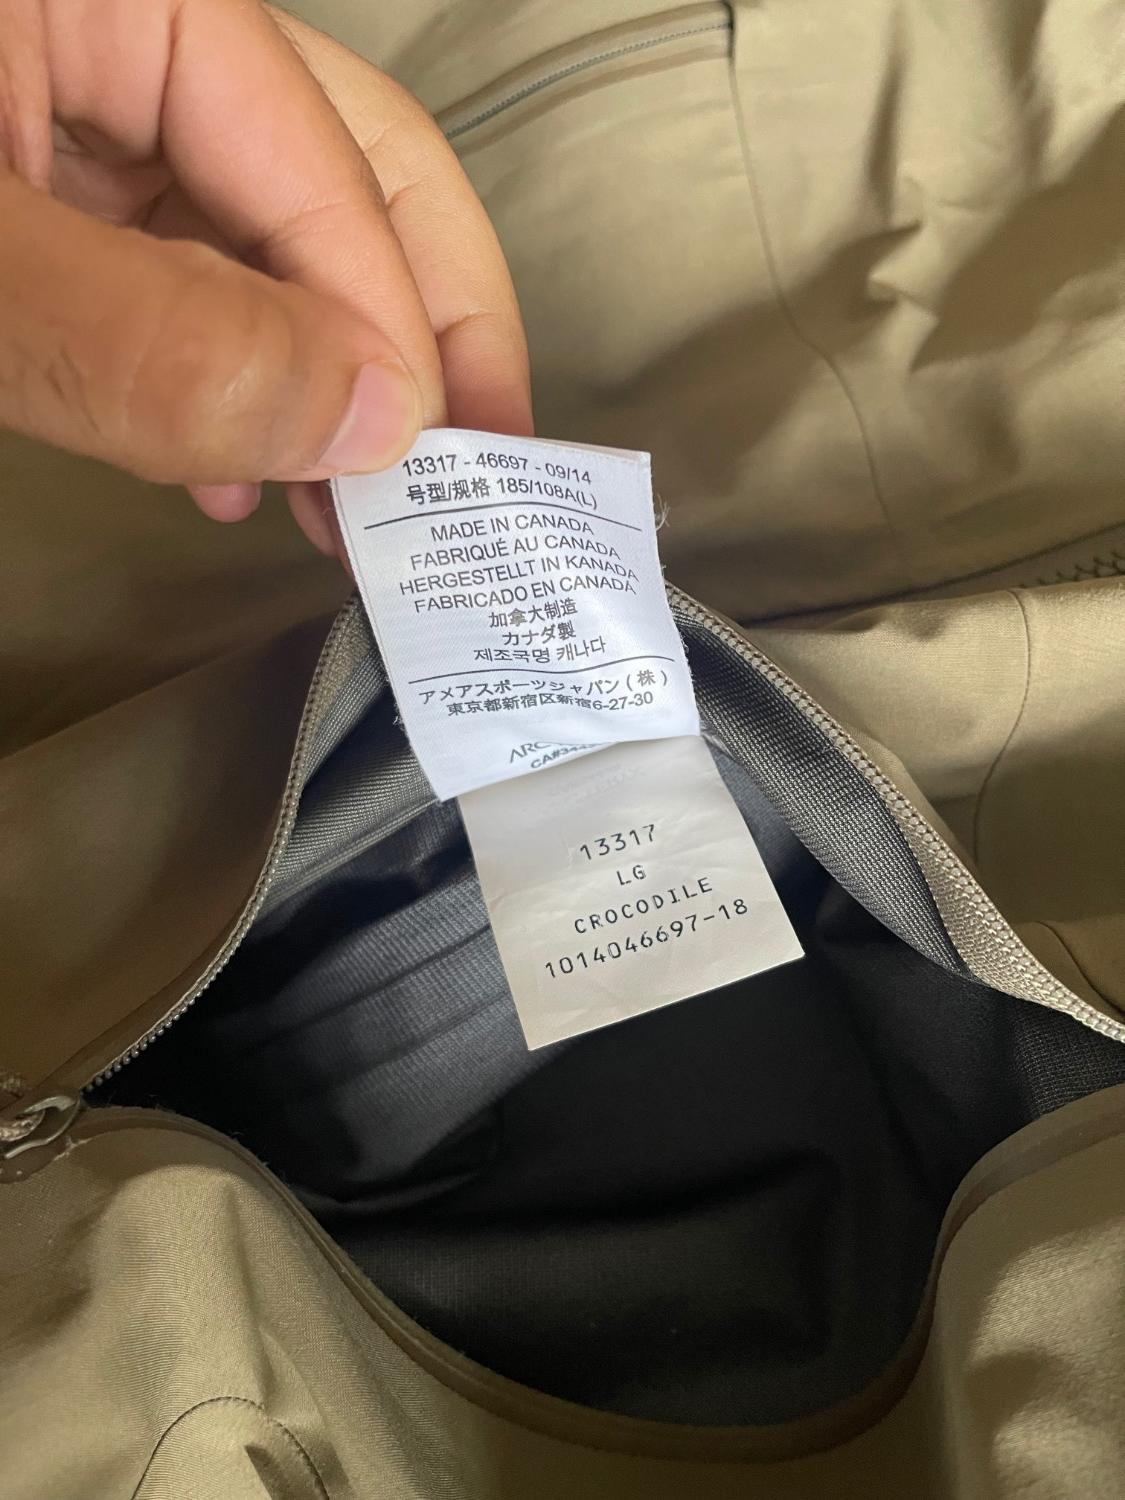 13317 - 46697 - 09/14
号型/规格 185/108A(L)
MADE IN CANADA
FABRIQUÉ AU CANADA
HERGESTELLT IN KANADA
FABRICADO EN CANADA
加拿大制造
カナダ製
제조국명 캐나다
アメアスポーツジャパン (株)
東京都新宿区新宿6-27-30
13317
LG
CROCODILE
1014046697-18